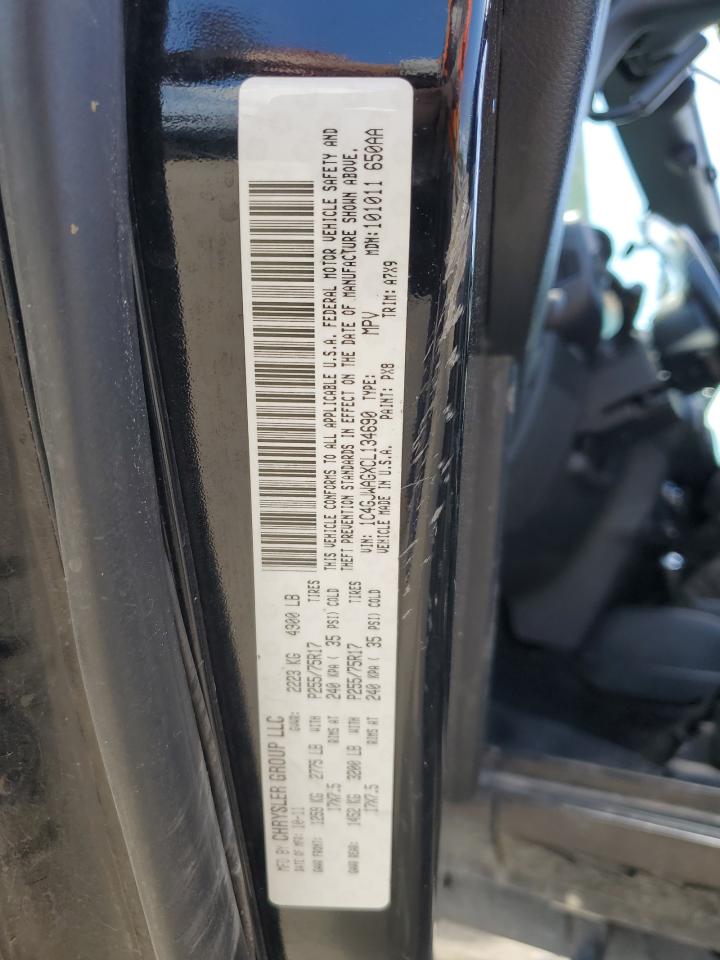 MFD BY: CHRYSLER GROUP LLC
DATE OF MFR: 10-11 GVWR: 2223 KG 4900 LB
GAWR FRONT: 1259 KG 2775 LB WITH P255/75R17 TIRES
17X7.5 RIMS AT 240 KPA ( 35 PSI) COLD
GAWR REAR: 1452 KG 3200 LB WITH P255/75R17 TIRES
17X7.5 RIMS AT 240 KPA ( 35 PSI) COLD
THIS VEHICLE CONFORMS TO ALL APPLICABLE U.S.A. FEDERAL MOTOR VEHICLE SAFETY AND
THEFT PREVENTION STANDARDS IN EFFECT ON THE DATE OF MANUFACTURE SHOWN ABOVE.
VIN: 1C4GJWAGXCL134690 TYPE: MPV MDH:101011 650AA
VEHICLE MADE IN U.S.A. PAINT: PX8 TRIM: A7X9